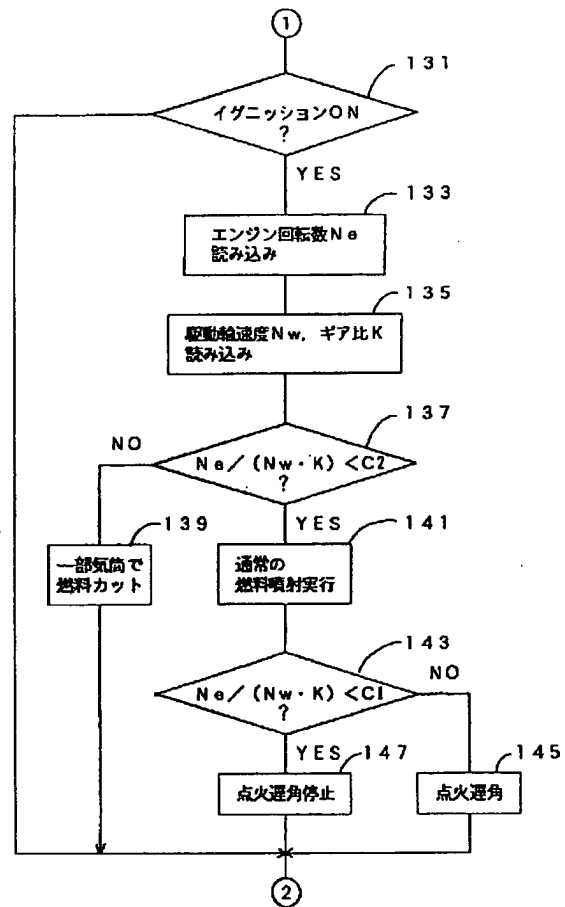 1
131
イグニッションON
?
YES
133
エンジン回転数Ne
読み込み
135
駆動輪速度Nw, ギア比K
読み込み
137
NO
Ne/(Nw・K)<C2
?
YES
139
141
一部気筒で
燃料カット
通常の
燃料噴射実行
143
NO
Ne/(Nw・K)<C1
?
YES
147
145
点火遅角停止
点火遅角
2